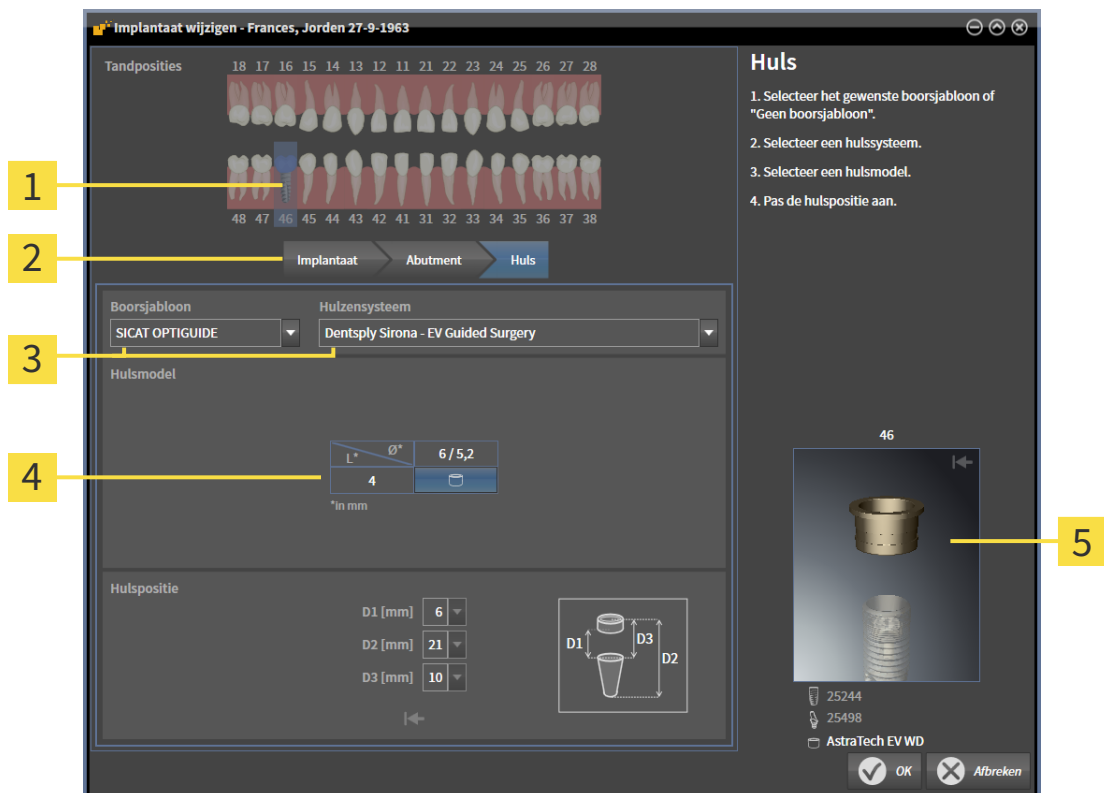 Implantaat wijzigen - Frances, Jorden 27-9-1963
Tandposities
18 17 16 15 14 13 12 11 21 22 23 24 25 26 27 28
48 47 46 45 44 43 42 41 31 32 33 34 35 36 37 38
1
2
Implantaat
Abutment
Huls
Boorsjabloon
Hulzensysteem
SICAT OPTIGUIDE
Dentsply Sirona - EV Guided Surgery
3
Hulsmodel
L*
Ø*
6 / 5,2
4
4
*in mm
Hulspositie
D1 [mm] 6
D2 [mm] 21
D3 [mm] 10
D1
D3
D2
Huls
1. Selecteer het gewenste boorsjabloon of
"Geen boorsjabloon".
2. Selecteer een hulssysteem.
3. Selecteer een hulsmodel.
4. Pas de hulspositie aan.
46
5
25244
25498
AstraTech EV WD
OK
Afbreken